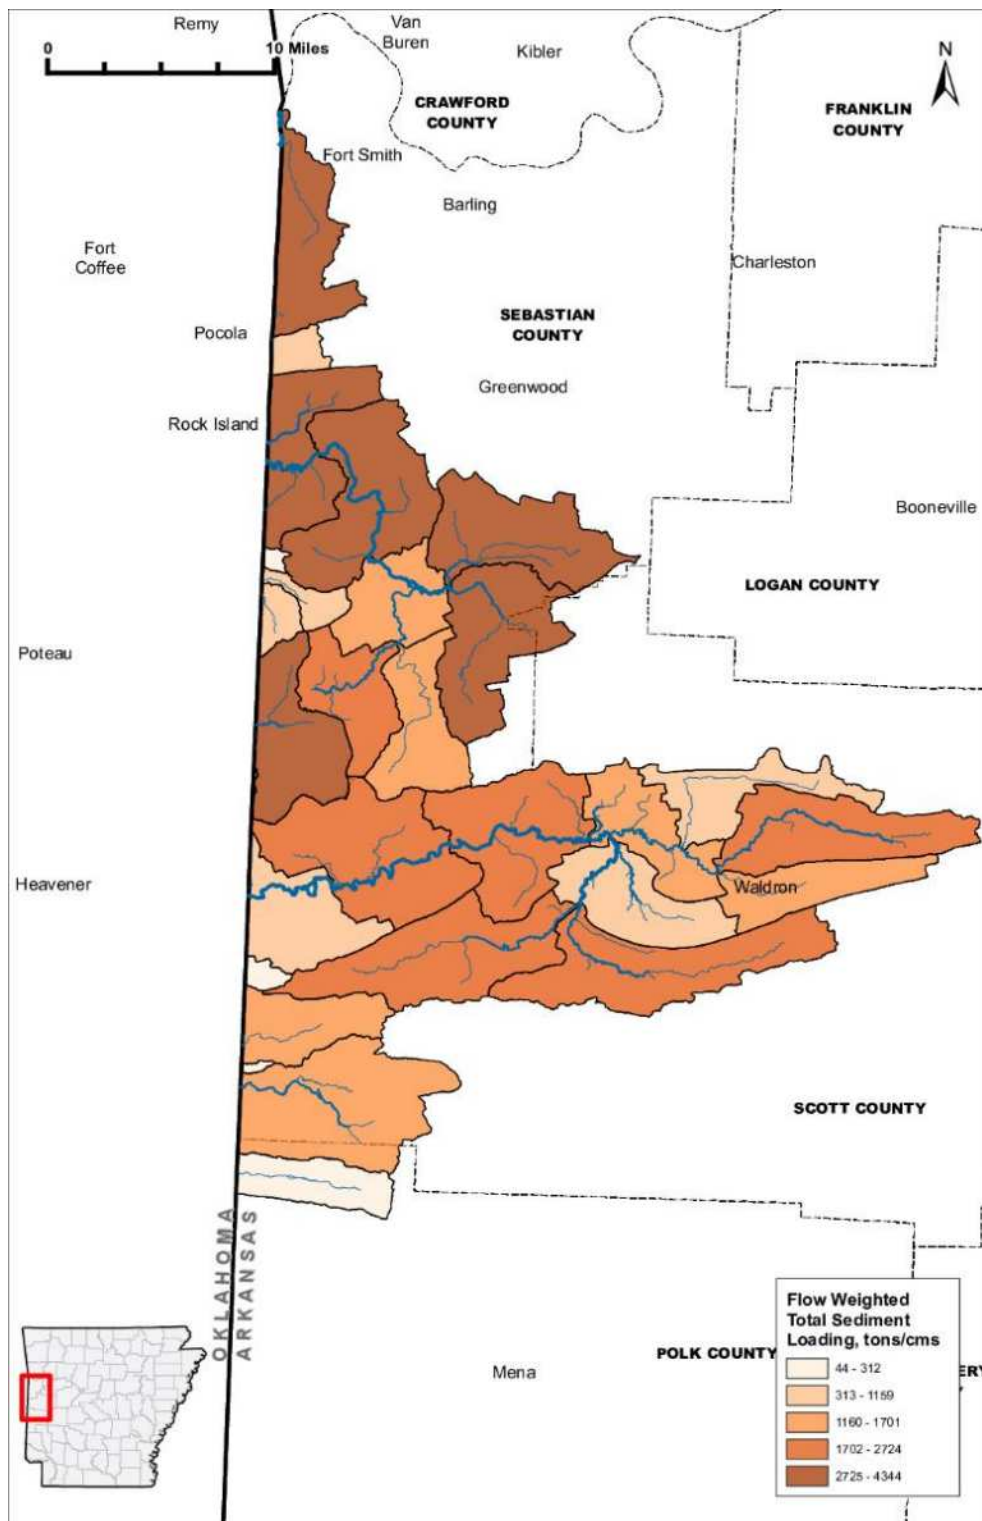 Remy
Van
Buren
Kibler
0
10 Miles
N
CRAWFORD
COUNTY
FRANKLIN
COUNTY
Fort Smith
Barling
Fort
Coffee
Charleston
Pocola
SEBASTIAN
COUNTY
Greenwood
Rock Island
Booneville
LOGAN COUNTY
Poteau
Heavener
Waldron
SCOTT COUNTY
OKLAHOMA
ARKANSAS
Mena
POLK COUNTY
ERY
Flow Weighted
Total Sediment
Loading, tons/cms
44 - 312
313 - 1159
1160 - 1701
1702 - 2724
2725 - 4344